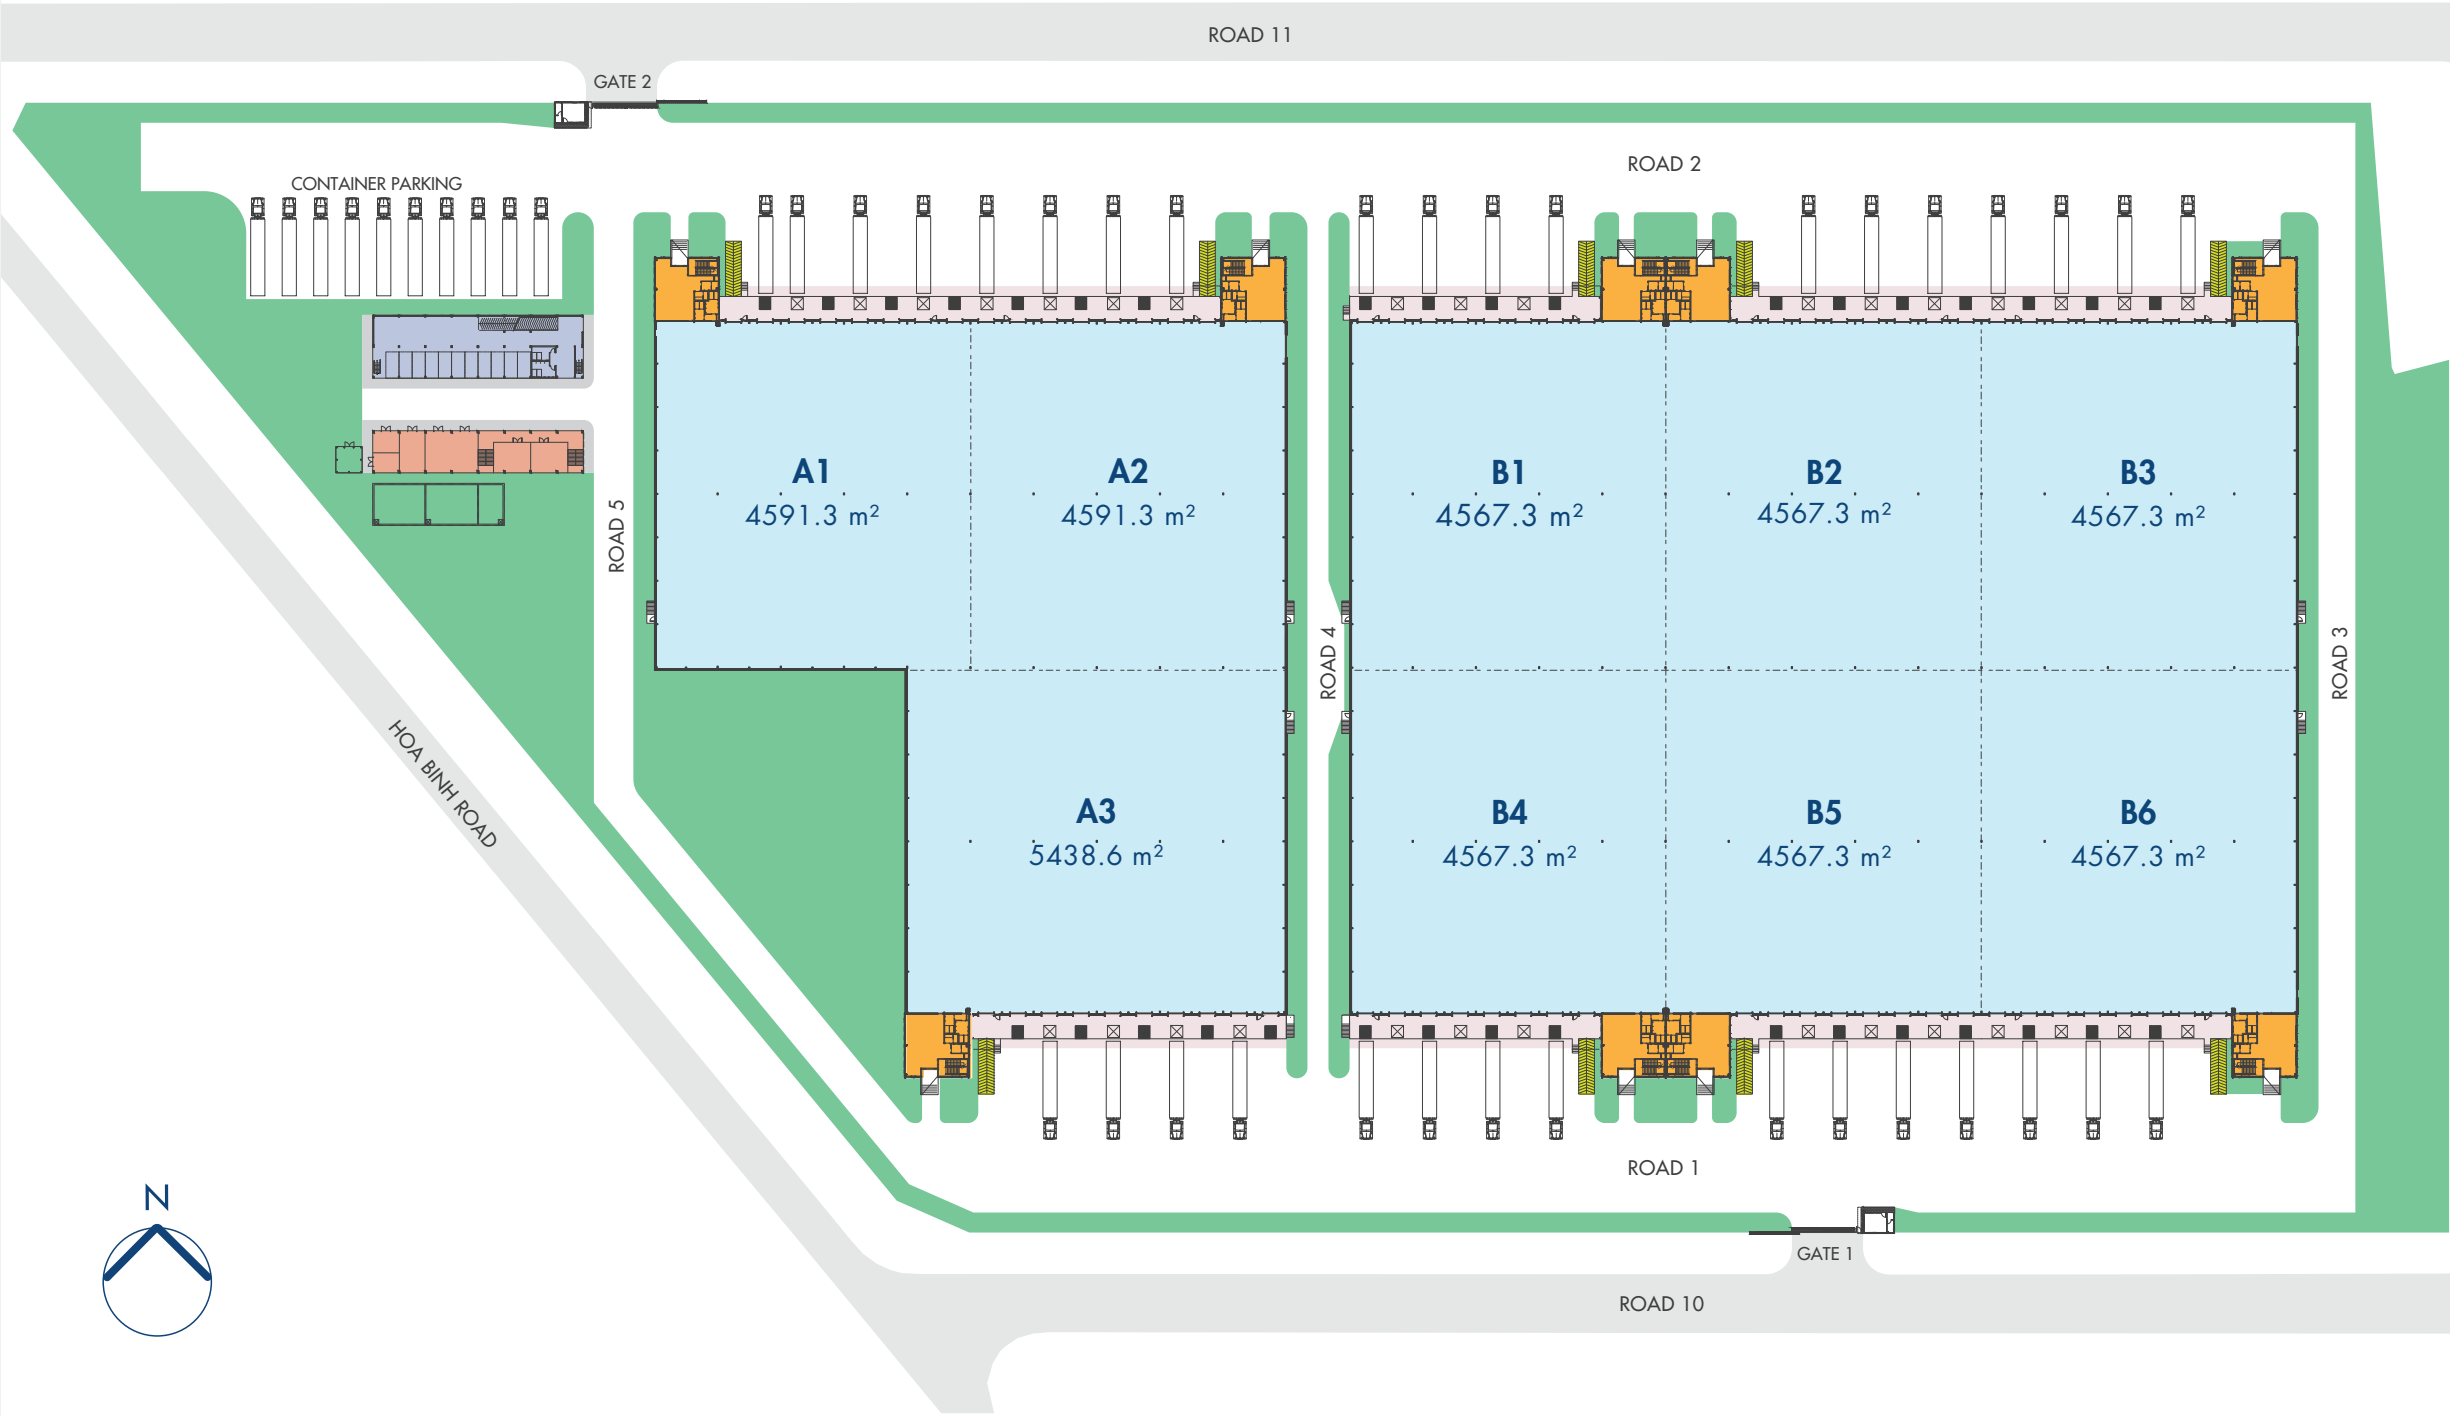 ROAD 11
GATE 2
ROAD 2
CONTAINER PARKING
A1
4591.3 m²
A2
4591.3 m²
B1
4567.3 m²
B2
4567.3 m²
B3
4567.3 m²
ROAD 5
ROAD 4
ROAD 3
HOA BINH ROAD
A3
5438.6 m²
B4
4567.3 m²
B5
4567.3 m²
B6
4567.3 m²
ROAD 1
N
GATE 1
ROAD 10